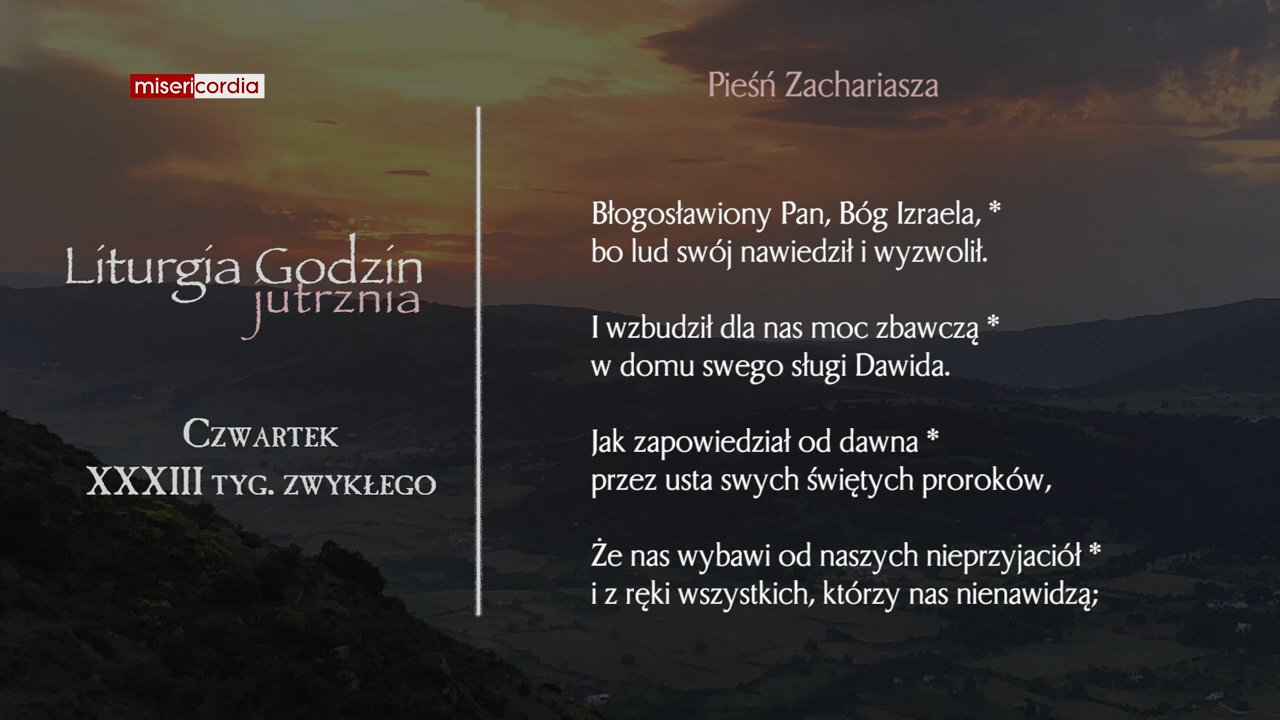 misericordia
Liturgia Godzin
jutrznia
Czwartek
XXXIII tyg. zwykłego
Pieśń Zachariasza
Błogosławiony Pan, Bóg Izraela, *
bo lud swój nawiedził i wyzwolił.
I wzbudził dla nas moc zbawczą *
w domu swego sługi Dawida.
Jak zapowiedział od dawna *
przez usta swych świętych proroków,
Że nas wybawi od naszych nieprzyjaciół *
i z ręki wszystkich, którzy nas nienawidzą;